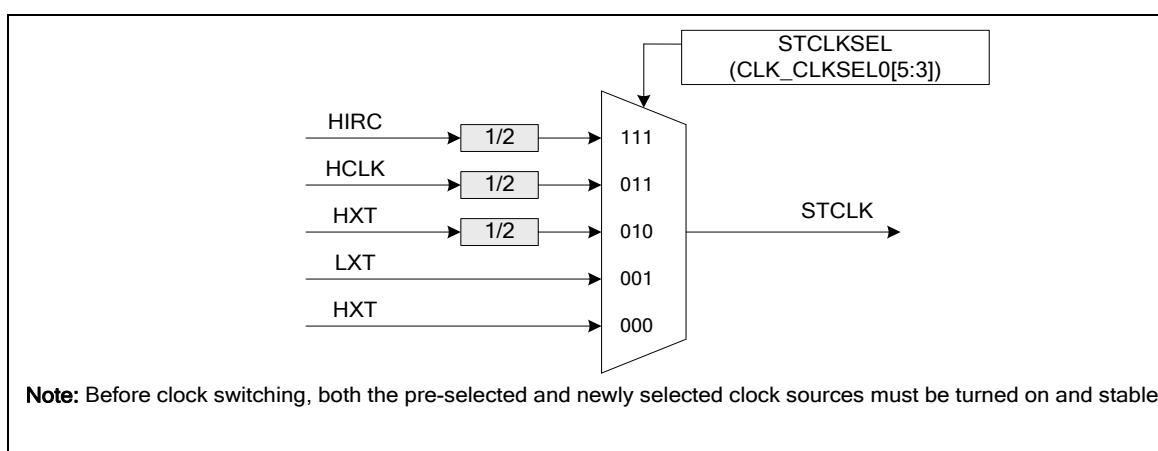 STCLKSEL
(CLK_CLKSEL0[5:3])
HIRC
1/2
111
HCLK
1/2
011
HXT
1/2
010
STCLK
LXT
001
HXT
000
Note: Before clock switching, both the pre-selected and newly selected clock sources must be turned on and stable